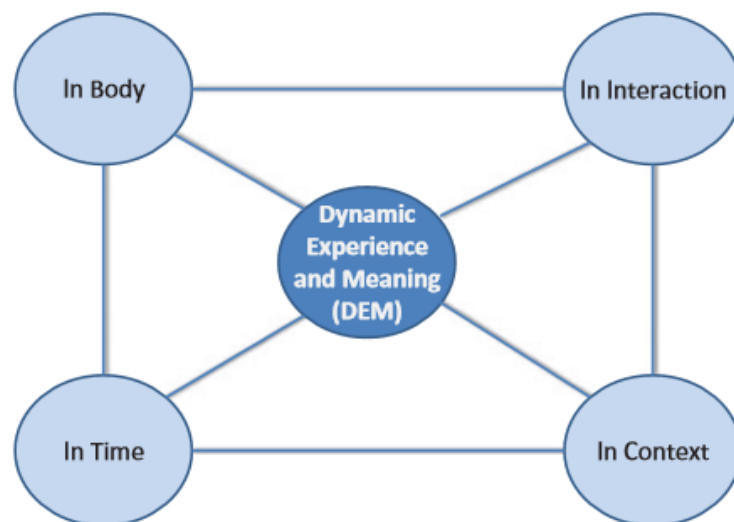 In Body
In Interaction
Dynamic
Experience
and Meaning
(DEM)
In Time
In Context